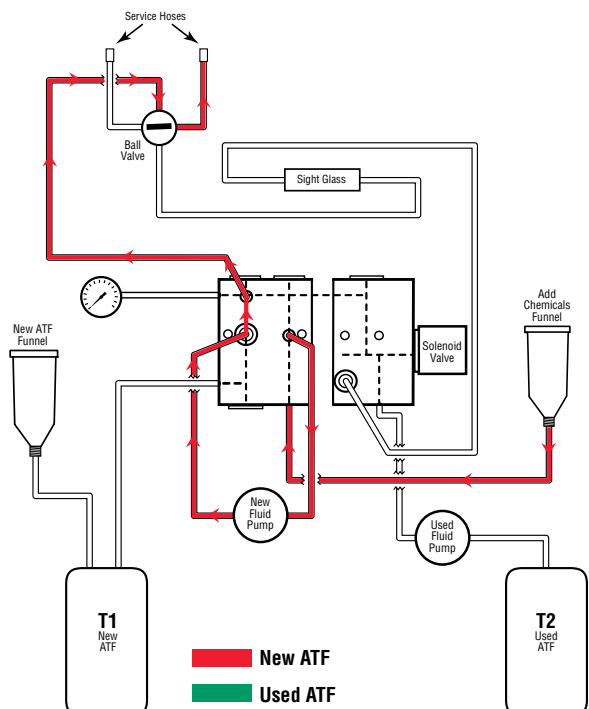 Service Hoses
Ball
Valve
Sight Glass
New ATF
Funnel
Add
Chemicals
Funnel
Solenoid
Valve
New
Fluid
Pump
Used
Fluid
Pump
T1
New
ATF
T2
Used
ATF
New ATF
Used ATF